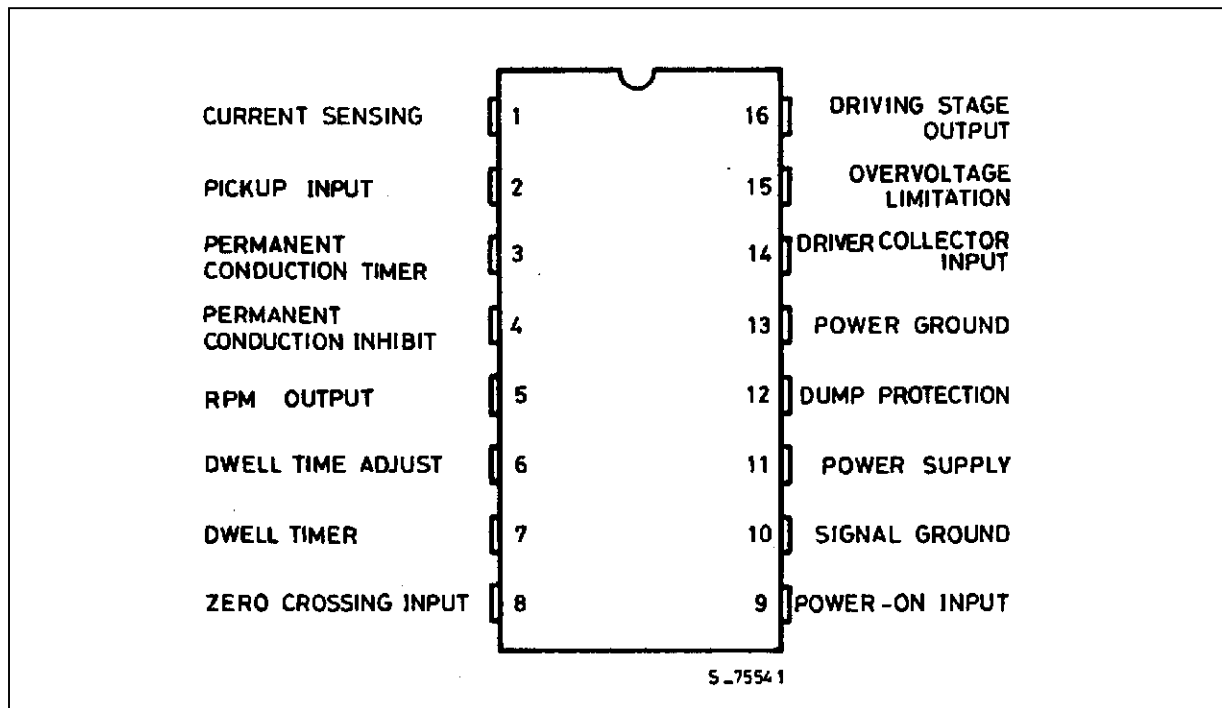 CURRENT SENSING 1
PICKUP INPUT 2
PERMANENT
CONDUCTION TIMER 3
PERMANENT
CONDUCTION INHIBIT 4
RPM OUTPUT 5
DWELL TIME ADJUST 6
DWELL TIMER 7
ZERO CROSSING INPUT 8
16 DRIVING STAGE
OUTPUT
15 OVERVOLTAGE
LIMITATION
14 DRIVER COLLECTOR
INPUT
13 POWER GROUND
12 DUMP PROTECTION
11 POWER SUPPLY
10 SIGNAL GROUND
9 POWER-ON INPUT
S_75541